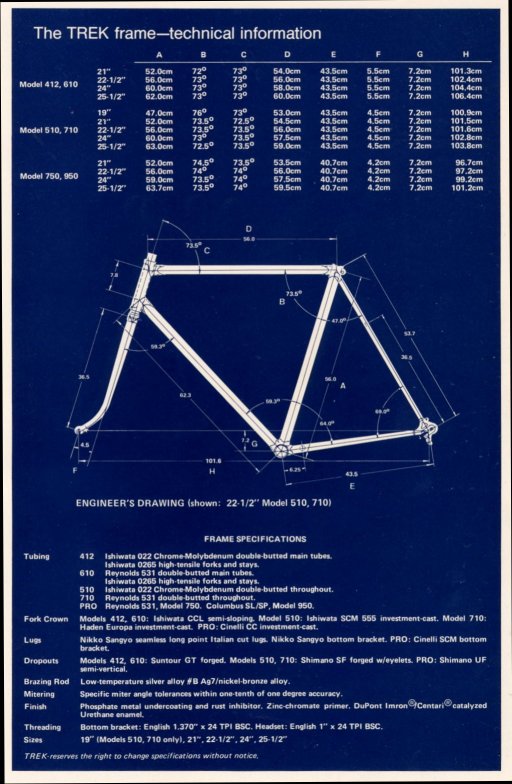 The TREK frame—technical information
A B C D E F G H
Model 412, 610
21" 52.0cm 72° 73° 54.0cm 43.5cm 5.5cm 7.2cm 101.3cm
22-1/2" 56.0cm 73° 73° 56.0cm 43.5cm 5.5cm 7.2cm 102.4cm
24" 60.0cm 73° 73° 58.0cm 43.5cm 5.5cm 7.2cm 104.4cm
25-1/2" 62.0cm 73° 73° 60.0cm 43.5cm 5.5cm 7.2cm 106.4cm
Model 510, 710
19" 47.0cm 76° 73° 53.0cm 43.5cm 4.5cm 7.2cm 100.9cm
21" 52.0cm 73.5° 72.5° 54.5cm 43.5cm 4.5cm 7.2cm 101.5cm
22-1/2" 56.0cm 73.5° 73.5° 56.0cm 43.5cm 4.5cm 7.2cm 101.6cm
24" 60.0cm 73° 73.5° 57.5cm 43.5cm 4.5cm 7.2cm 102.8cm
25-1/2" 63.0cm 72.5° 73.5° 59.0cm 43.5cm 4.5cm 7.2cm 103.8cm
Model 750, 950
21" 52.0cm 74.5° 73.5° 53.5cm 40.7cm 4.2cm 7.2cm 96.7cm
22-1/2" 56.0cm 74° 74° 56.0cm 40.7cm 4.2cm 7.2cm 97.2cm
24" 59.0cm 73.5° 74° 57.5cm 40.7cm 4.2cm 7.2cm 99.2cm
25-1/2" 63.7cm 73.5° 74° 59.5cm 40.7cm 4.2cm 7.2cm 101.2cm
D
56.0
73.5°
C
7.8
73.5°
B
47.0°
53.7
59.3°
36.5
36.5
56.0
A
62.3
59.3°
69.0°
64.0°
4.5
7.2
G
F
101.6
H
6.25
43.5
E
ENGINEER'S DRAWING (shown: 22-1/2" Model 510, 710)
FRAME SPECIFICATIONS
Tubing 412 Ishiwata 022 Chrome-Molybdenum double-butted main tubes.
Ishiwata 0265 high-tensile forks and stays.
610 Reynolds 531 double-butted main tubes.
Ishiwata 0265 high-tensile forks and stays.
510 Ishiwata 022 Chrome-Molybdenum double-butted throughout.
710 Reynolds 531 double-butted throughout.
PRO Reynolds 531, Model 750. Columbus SL/SP, Model 950.
Fork Crown Models 412, 610: Ishiwata CCL semi-sloping. Model 510: Ishiwata SCM 555 investment-cast. Model 710:
Haden Europa investment-cast. PRO: Cinelli CC investment-cast.
Lugs Nikko Sangyo seamless long point Italian cut lugs. Nikko Sangyo bottom bracket. PRO: Cinelli SCM bottom
bracket.
Dropouts Models 412, 610: Suntour GT forged. Models 510, 710: Shimano SF forged w/eyelets. PRO: Shimano UF
semi-vertical.
Brazing Rod Low-temperature silver alloy #B Ag7/nickel-bronze alloy.
Mitering Specific miter angle tolerances within one-tenth of one degree accuracy.
Finish Phosphate metal undercoating and rust inhibitor. Zinc-chromate primer. DuPont Imron®/Centari® catalyzed
Urethane enamel.
Threading Bottom bracket: English 1.370" x 24 TPI BSC. Headset: English 1" x 24 TPI BSC.
Sizes 19" (Models 510, 710 only), 21", 22-1/2", 24", 25-1/2"
TREK-reserves the right to change specifications without notice.